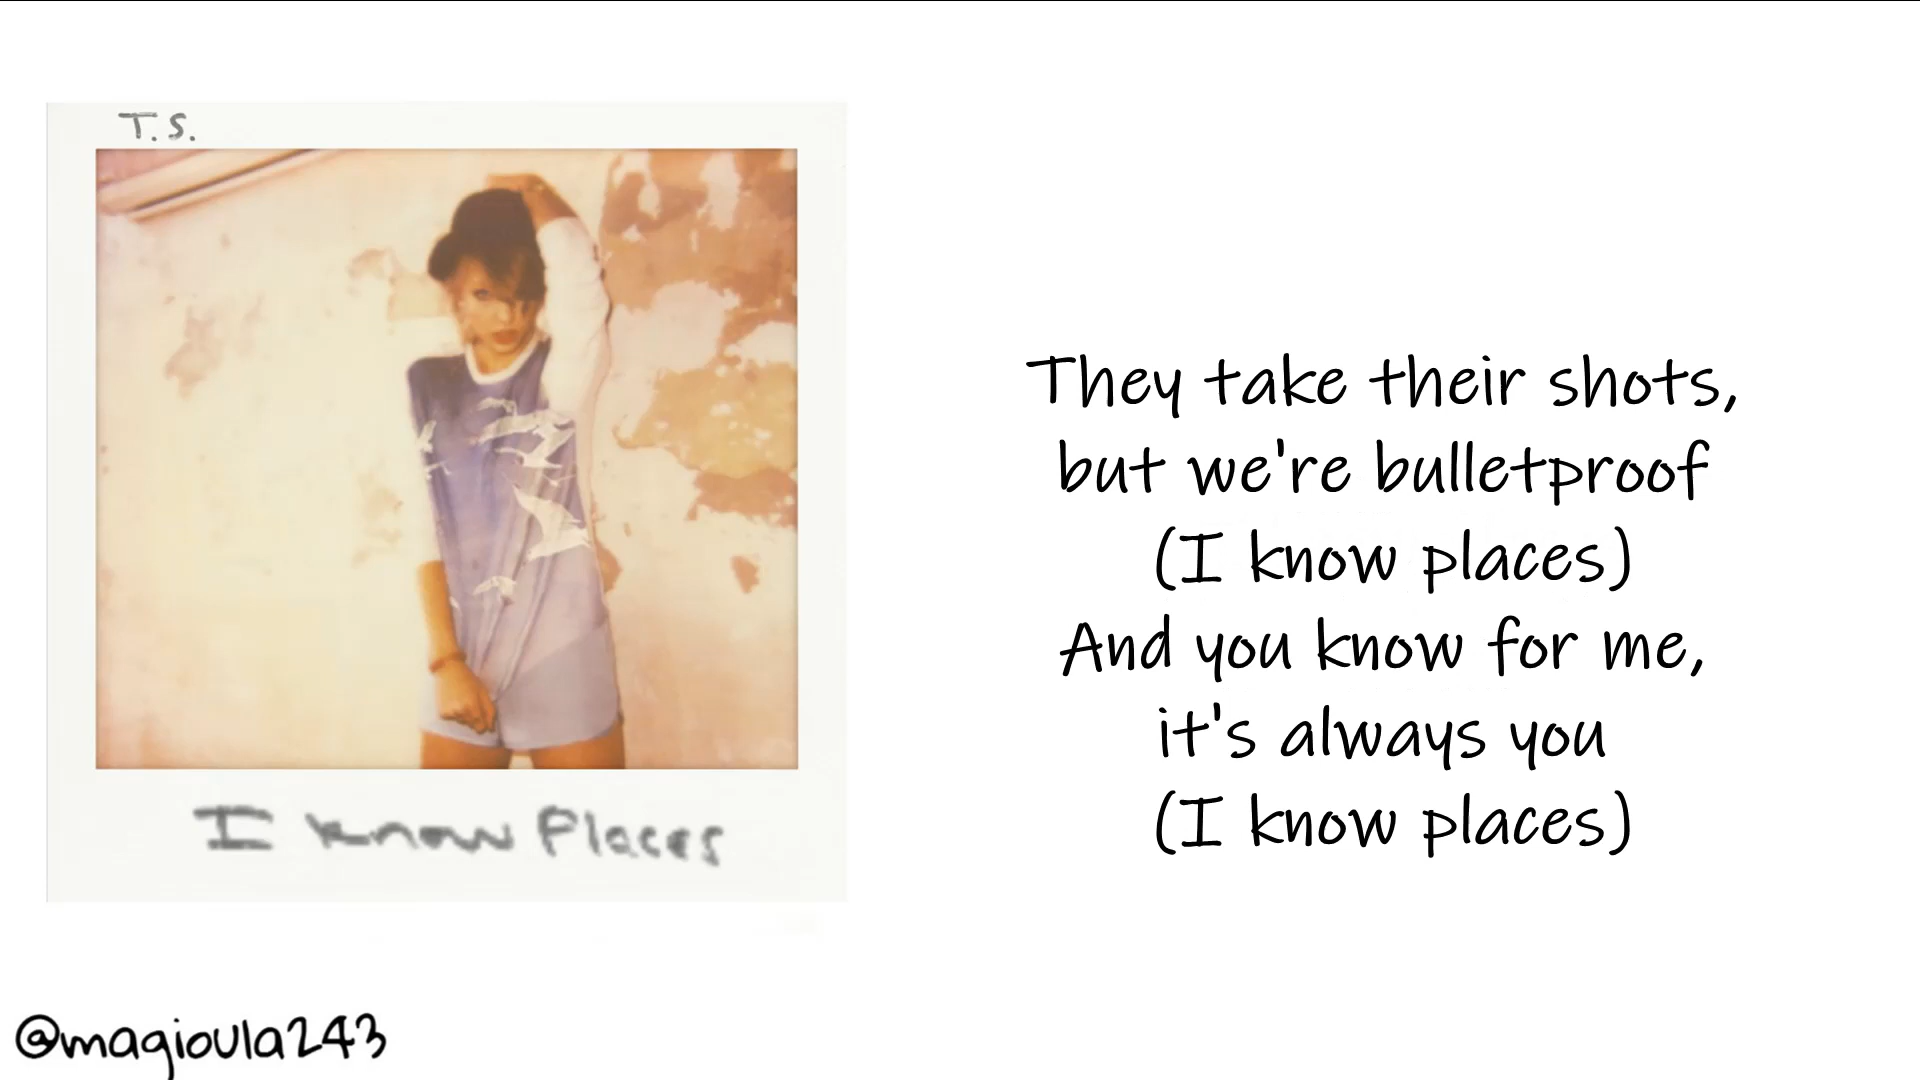 T.S.
I know Places
They take their shots,
but we're bulletproof
(I know places)
And you know for me,
it's always you
(I know places)
@magioula243